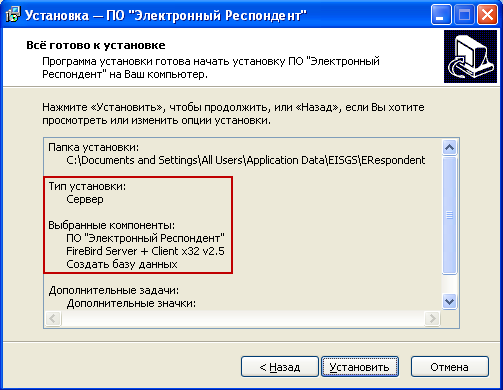 Установка — ПО "Электронный Респондент"
Всё готово к установке
Программа установки готова начать установку ПО "Электронный
Респондент" на Ваш компьютер.
Нажмите «Установить», чтобы продолжить, или «Назад», если Вы хотите
просмотреть или изменить опции установки.
Папка установки:
C:\Documents and Settings\All Users\Application Data\EISGS\ERespondent
Тип установки:
Сервер
Выбранные компоненты:
ПО "Электронный Респондент"
FireBird Server + Client x32 v2.5
Создать базу данных
Дополнительные задачи:
Дополнительные значки:
< Назад
Установить
Отмена